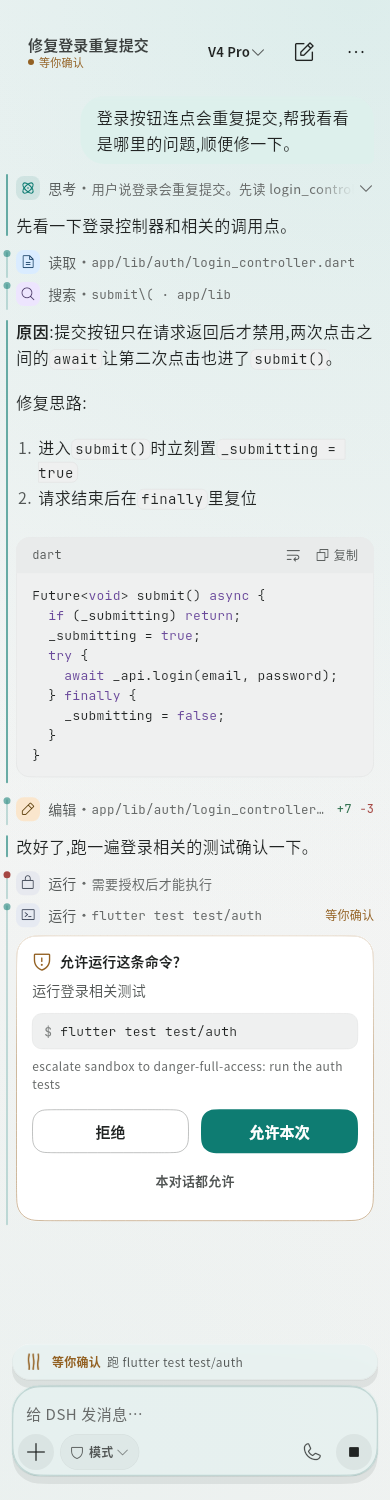 修复登录重复提交
等你确认
V4 Pro
登录按钮连点会重复提交,帮我看看
是哪里的问题,顺便修一下。
思考 · 用户说登录会重复提交。先读 login_contro
先看一下登录控制器和相关的调用点。
读取 · app/lib/auth/login_controller.dart
搜索 · submit\( · app/lib
原因:提交按钮只在请求返回后才禁用,两次点击之
间的 await 让第二次点击也进了 submit()。
修复思路:
1. 进入 submit() 时立刻置 _submitting =
true
2. 请求结束后在 finally 里复位
dart 复制
Future<void> submit() async {
  if (_submitting) return;
  _submitting = true;
  try {
    await _api.login(email, password);
  } finally {
    _submitting = false;
  }
}
编辑 · app/lib/auth/login_controller… +7 -3
改好了,跑一遍登录相关的测试确认一下。
运行 · 需要授权后才能执行
运行 · flutter test test/auth 等你确认
允许运行这条命令?
运行登录相关测试
$ flutter test test/auth
escalate sandbox to danger-full-access: run the auth
tests
拒绝 允许本次
本对话都允许
等你确认 跑 flutter test test/auth
给 DSH 发消息…
模式